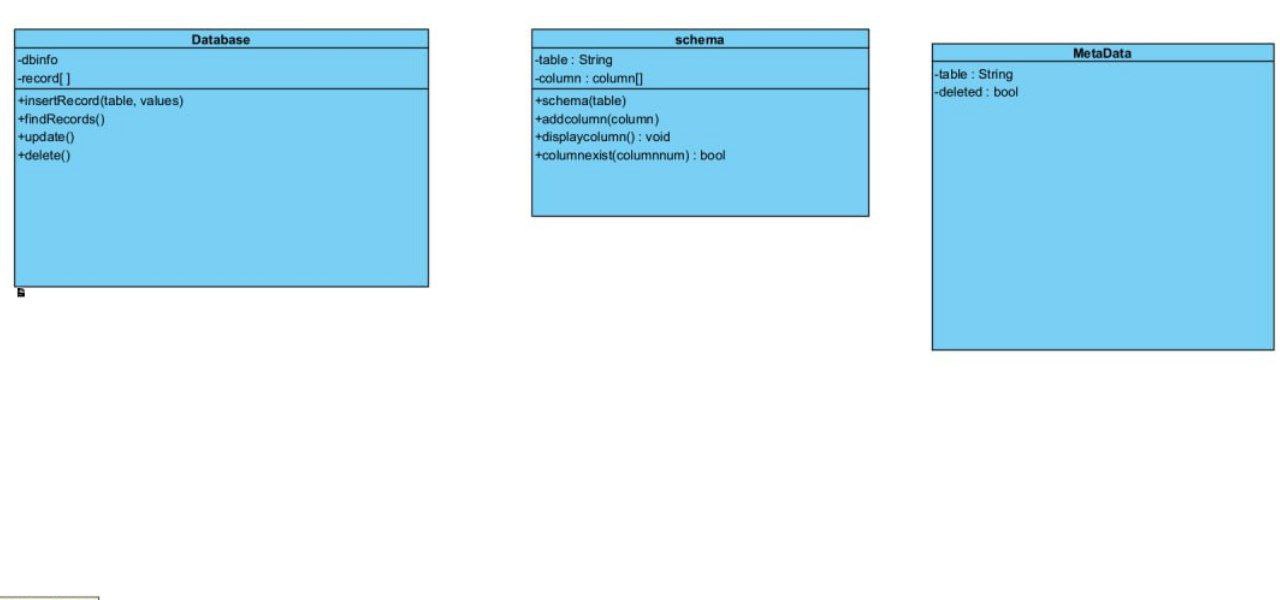 Database
-dbinfo
-record[ ]
+insertRecord(table, values)
+findRecords()
+update()
+delete()
schema
-table : String
-column : column[]
+schema(table)
+addcolumn(column)
+displaycolumn() : void
+columnexist(columnnum) : bool
MetaData
-table : String
-deleted : bool